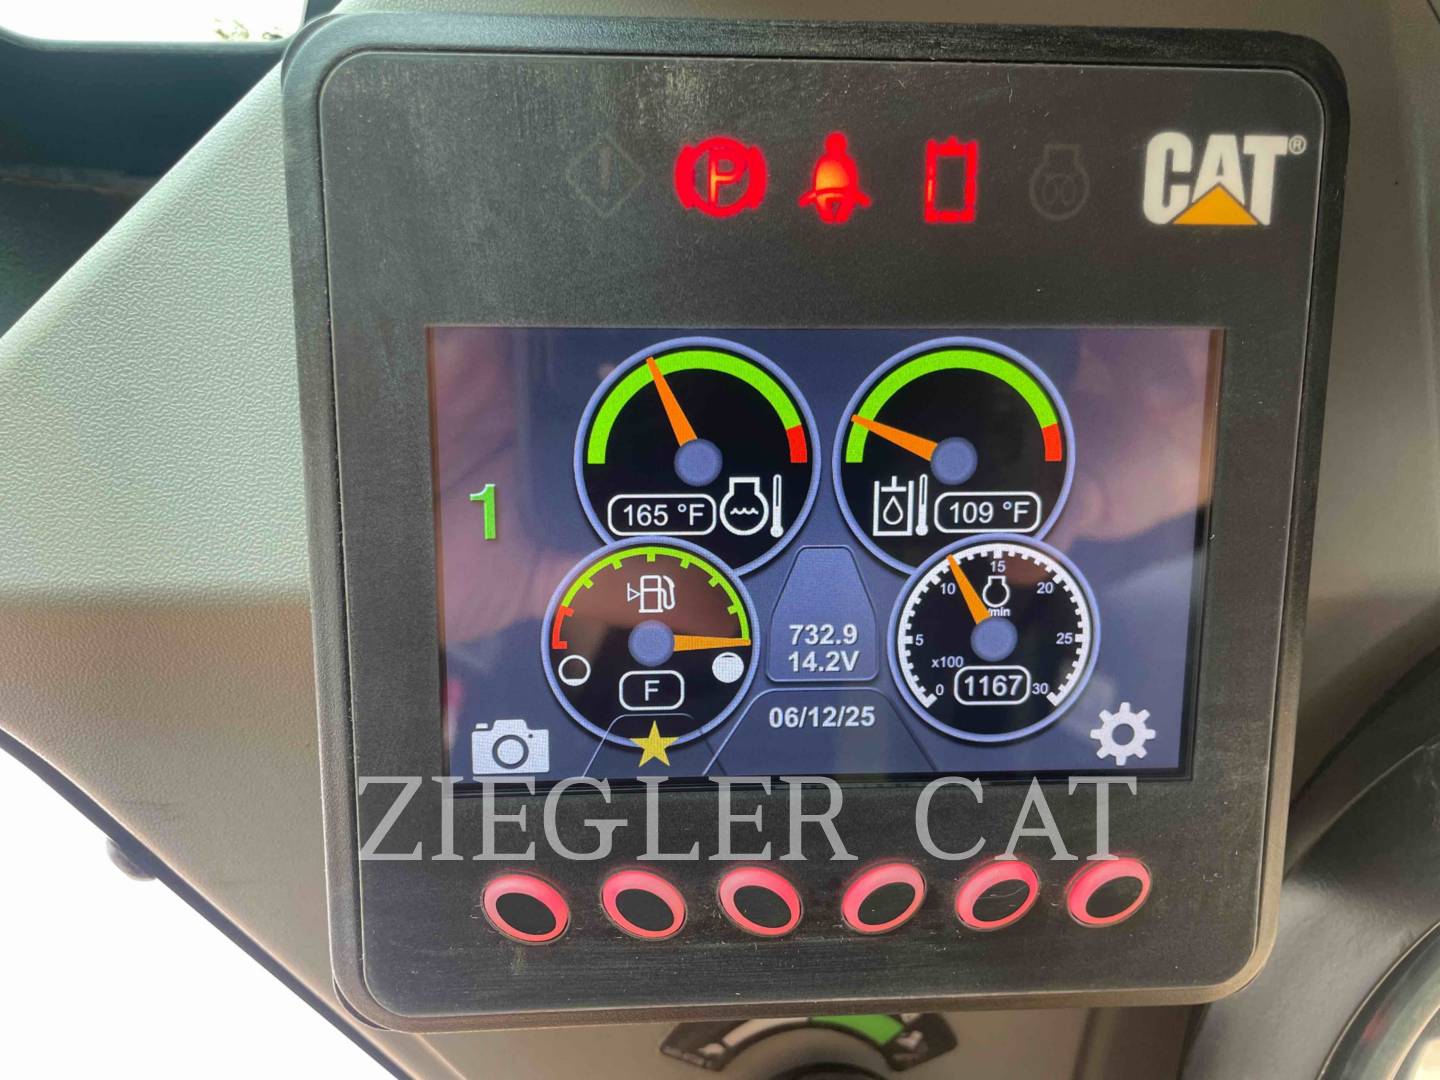 P
CAT®
1
165 °F
109 °F
732.9
14.2V
F
0
5
10
15
20
25
30
/min
x100
1167
06/12/25
ZIEGLER CAT